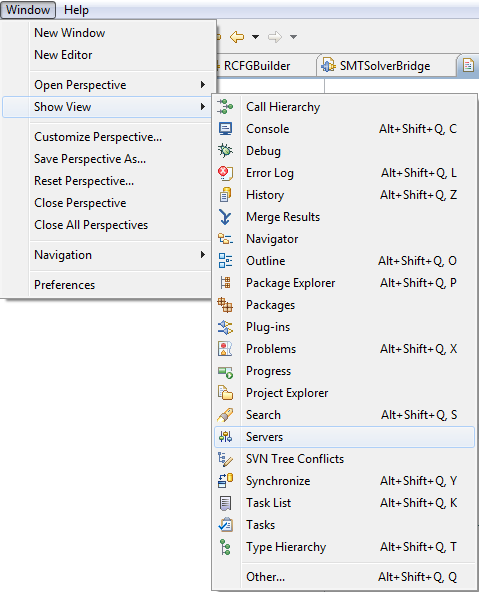 Window Help
New Window
New Editor
RCFGBuilder SMTSolverBridge
Open Perspective
Show View
Customize Perspective...
Save Perspective As...
Reset Perspective...
Close Perspective
Close All Perspectives
Navigation
Preferences
Call Hierarchy
Console Alt+Shift+Q, C
Debug
Error Log Alt+Shift+Q, L
History Alt+Shift+Q, Z
Merge Results
Navigator
Outline Alt+Shift+Q, O
Package Explorer Alt+Shift+Q, P
Packages
Plug-ins
Problems Alt+Shift+Q, X
Progress
Project Explorer
Search Alt+Shift+Q, S
Servers
SVN Tree Conflicts
Synchronize Alt+Shift+Q, Y
Task List Alt+Shift+Q, K
Tasks
Type Hierarchy Alt+Shift+Q, T
Other... Alt+Shift+Q, Q